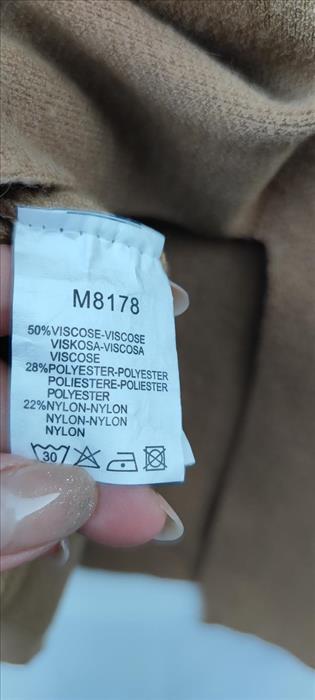 M8178
50%VISCOSE-VISCOSE
VISKOSA-VISCOSA
VISCOSE
28%POLYESTER-POLYESTER
POLIESTERE-POLIESTER
POLYESTER
22%NYLON-NYLON
NYLON-NYLON
NYLON
30